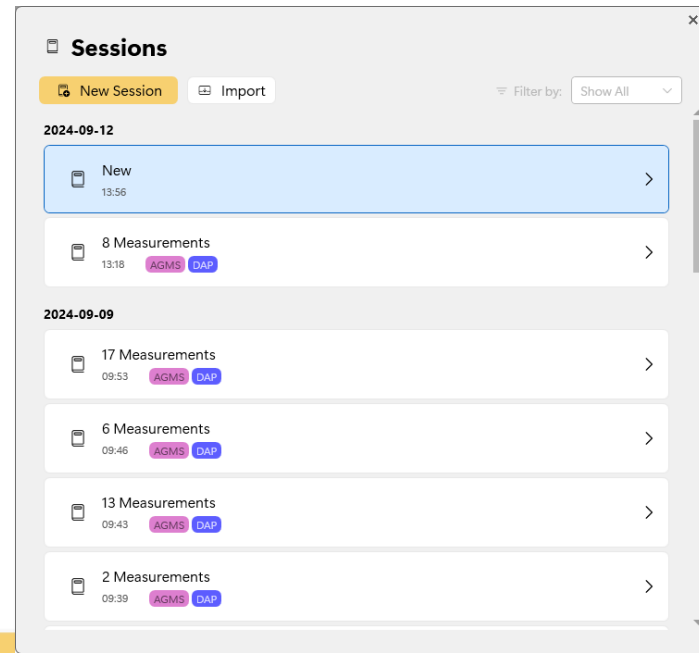 Sessions
New Session
Import
Filter by:
Show All
2024-09-12
New
13:56
8 Measurements
13:18 AGMS DAP
2024-09-09
17 Measurements
09:53 AGMS DAP
6 Measurements
09:46 AGMS DAP
13 Measurements
09:43 AGMS DAP
2 Measurements
09:39 AGMS DAP